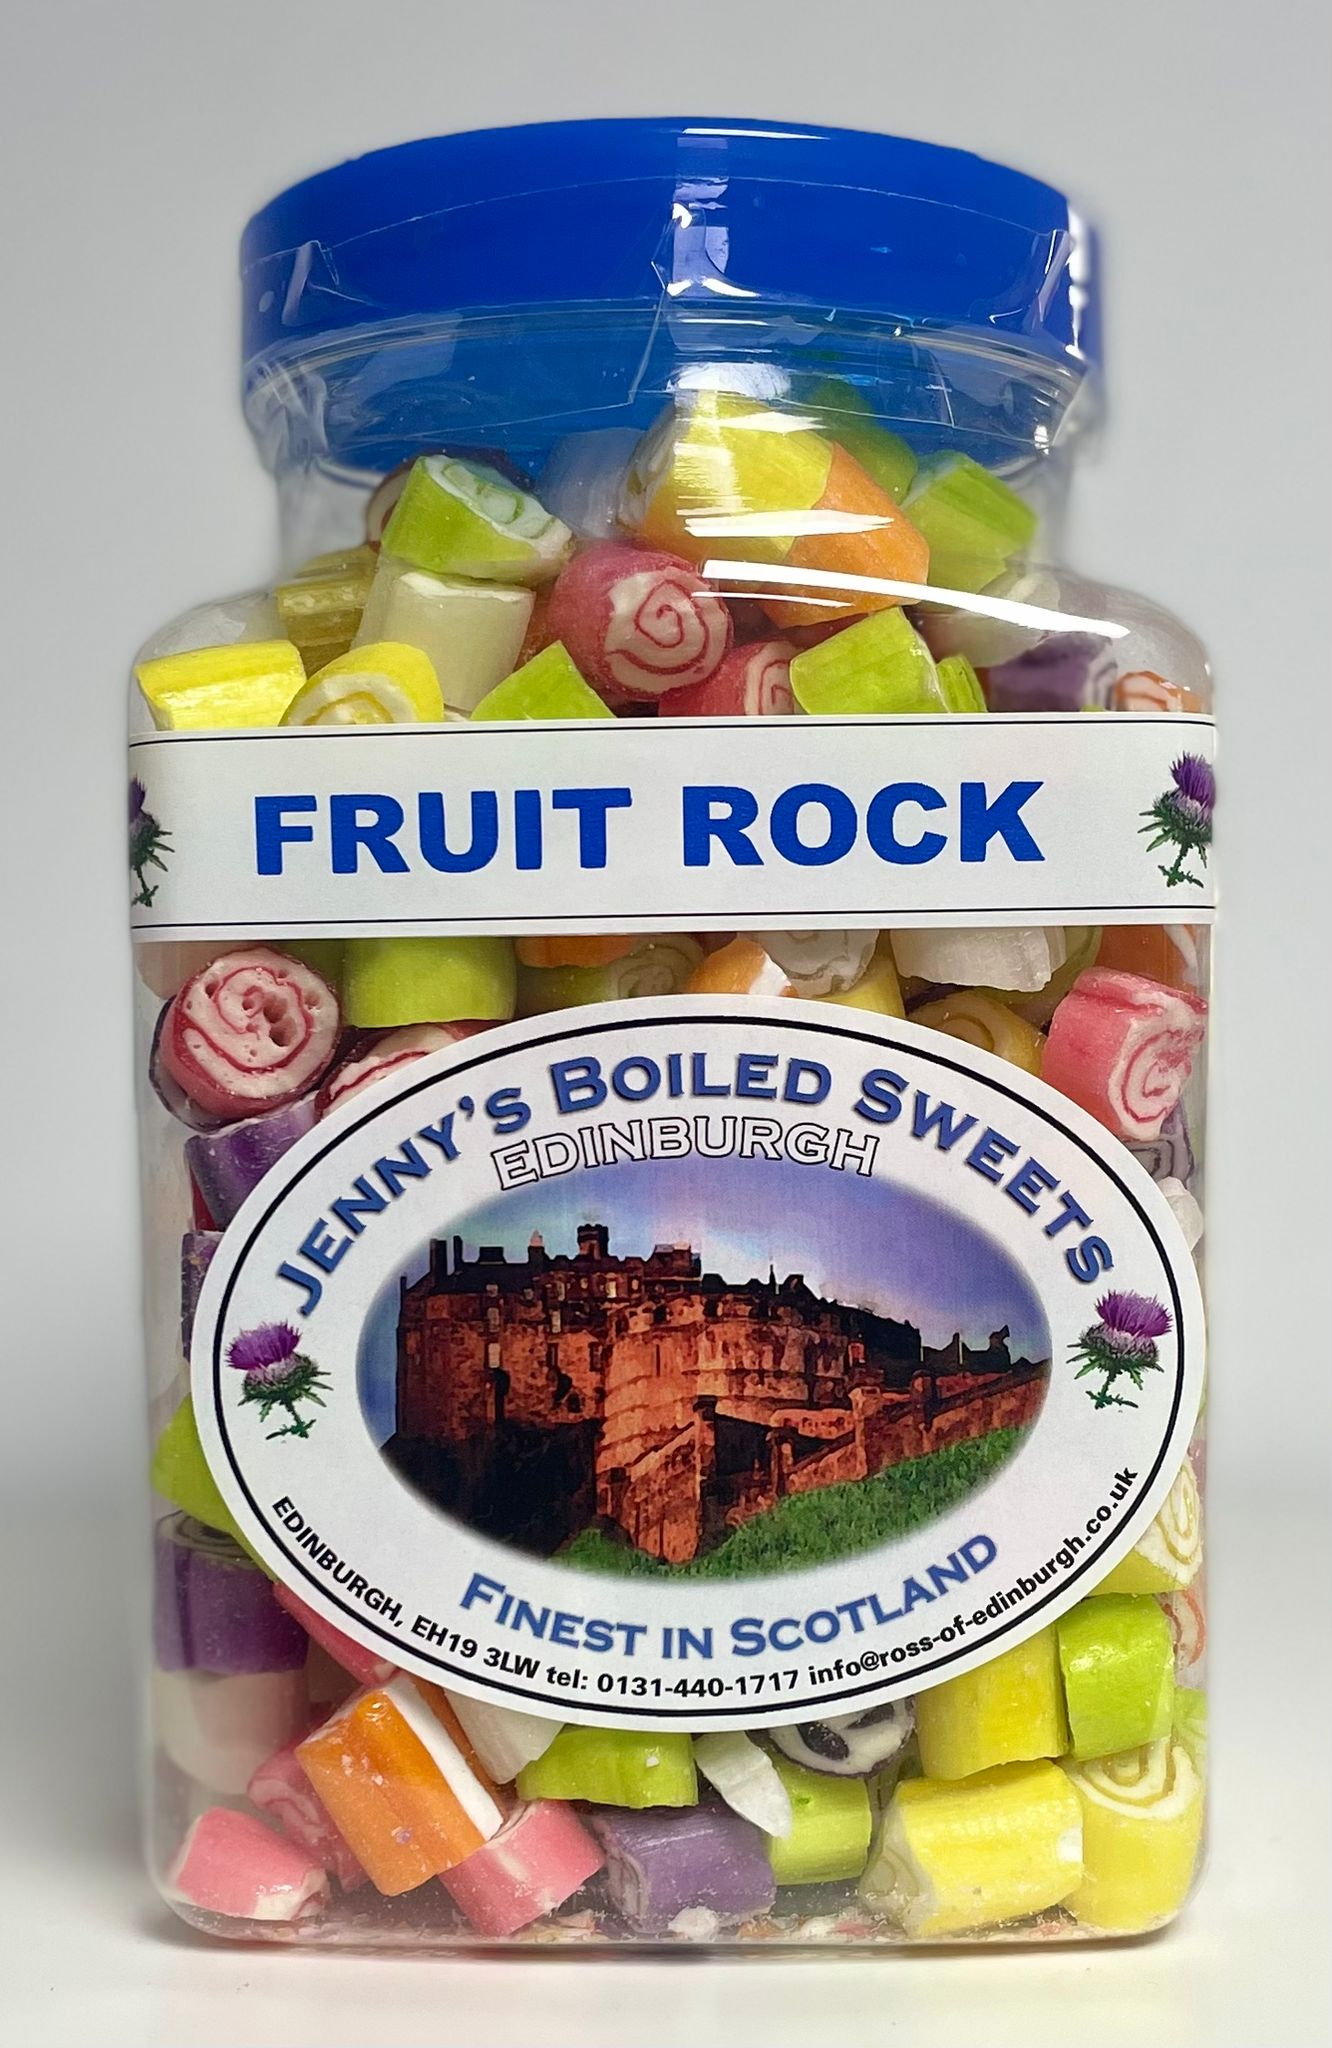 FRUIT ROCK
JENNY'S BOILED SWEETS
EDINBURGH
FINEST IN SCOTLAND
EDINBURGH, EH19 3LW tel: 0131-440-1717 info@ross-of-edinburgh.co.uk